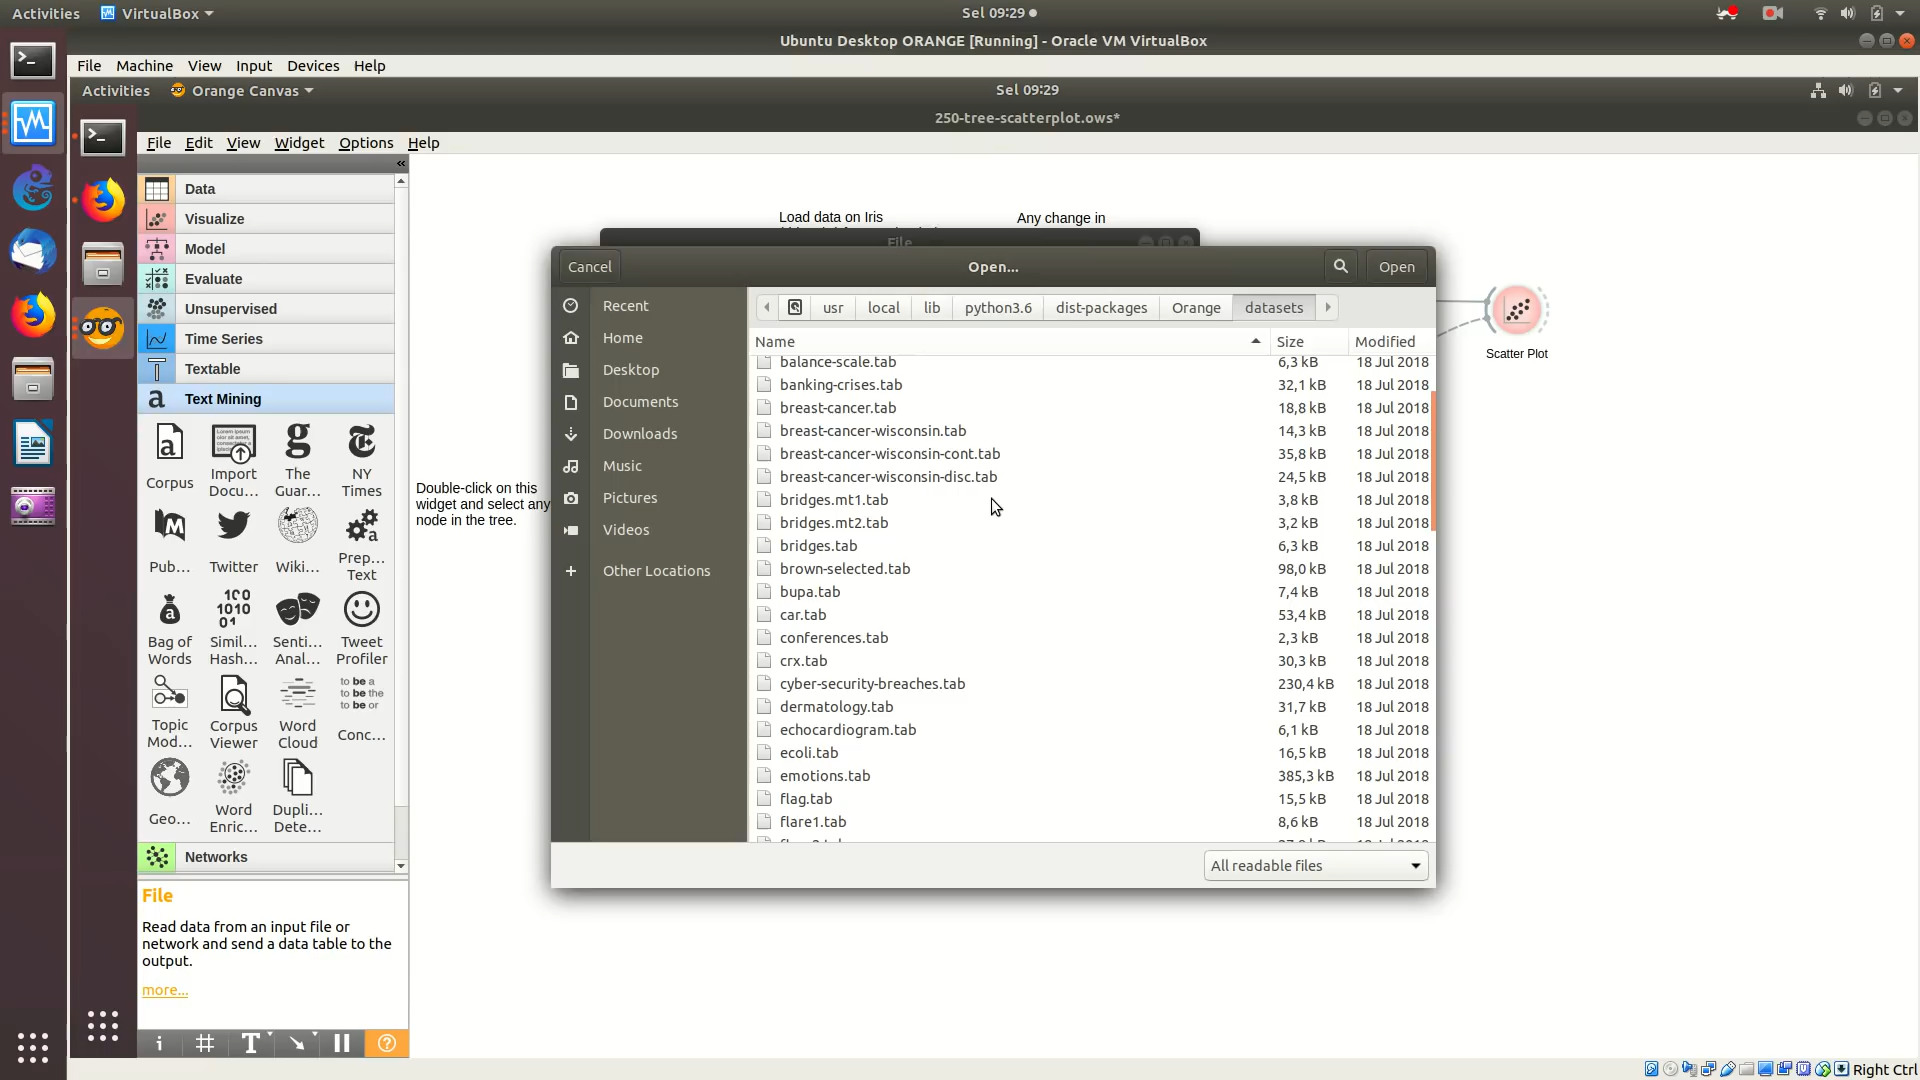 Activities VirtualBox Sel 09:29
Ubuntu Desktop ORANGE [Running] - Oracle VM VirtualBox
File Machine View Input Devices Help
Activities Orange Canvas Sel 09:29
250-tree-scatterplot.ows*
File Edit View Widget Options Help
Data
Visualize
Model
Evaluate
Unsupervised
Time Series
Textable
Text Mining
Corpus
Import Docu...
The Guar...
NY Times
Pub...
Twitter
Wiki...
Prep... Text
Bag of Words
Simil... Hash...
Senti... Anal...
Tweet Profiler
Topic Mod...
Corpus Viewer
Word Cloud
Conc...
Geo...
Word Enric...
Dupli... Dete...
Networks
File
Read data from an input file or
network and send a data table to the
output.
more...
Load data on Iris
Any change in
Double-click on this
widget and select any
node in the tree.
Scatter Plot
File
Cancel Open... Open
Recent
Home
Desktop
Documents
Downloads
Music
Pictures
Videos
Other Locations
usr local lib python3.6 dist-packages Orange datasets
Name Size Modified
balance-scale.tab 6,3 kB 18 Jul 2018
banking-crises.tab 32,1 kB 18 Jul 2018
breast-cancer.tab 18,8 kB 18 Jul 2018
breast-cancer-wisconsin.tab 14,3 kB 18 Jul 2018
breast-cancer-wisconsin-cont.tab 35,8 kB 18 Jul 2018
breast-cancer-wisconsin-disc.tab 24,5 kB 18 Jul 2018
bridges.mt1.tab 3,8 kB 18 Jul 2018
bridges.mt2.tab 3,2 kB 18 Jul 2018
bridges.tab 6,3 kB 18 Jul 2018
brown-selected.tab 98,0 kB 18 Jul 2018
bupa.tab 7,4 kB 18 Jul 2018
car.tab 53,4 kB 18 Jul 2018
conferences.tab 2,3 kB 18 Jul 2018
crx.tab 30,3 kB 18 Jul 2018
cyber-security-breaches.tab 230,4 kB 18 Jul 2018
dermatology.tab 31,7 kB 18 Jul 2018
echocardiogram.tab 6,1 kB 18 Jul 2018
ecoli.tab 16,5 kB 18 Jul 2018
emotions.tab 385,3 kB 18 Jul 2018
flag.tab 15,5 kB 18 Jul 2018
flare1.tab 8,6 kB 18 Jul 2018
All readable files
Right Ctrl